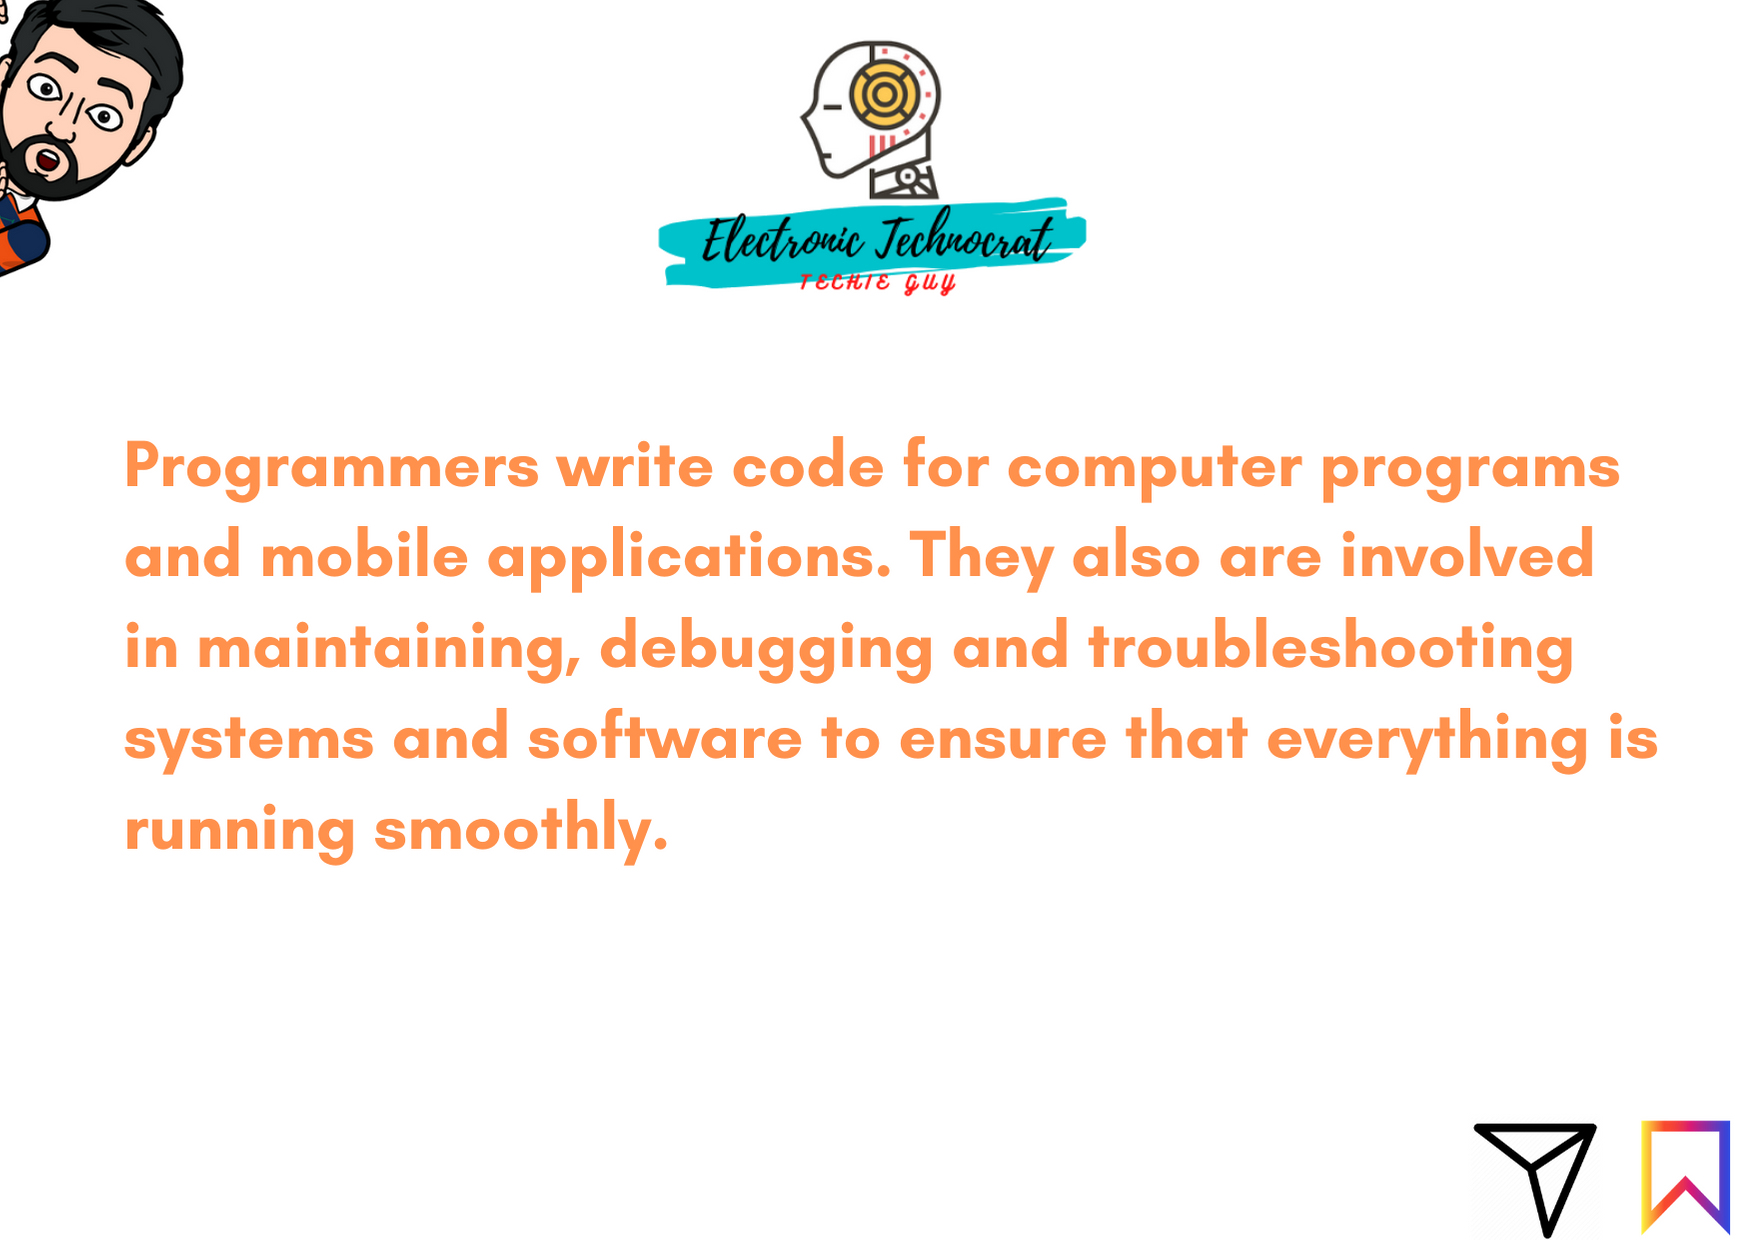 Electronic Technocrat
TECHIE GUY
Programmers write code for computer programs
and mobile applications. They also are involved
in maintaining, debugging and troubleshooting
systems and software to ensure that everything is
running smoothly.